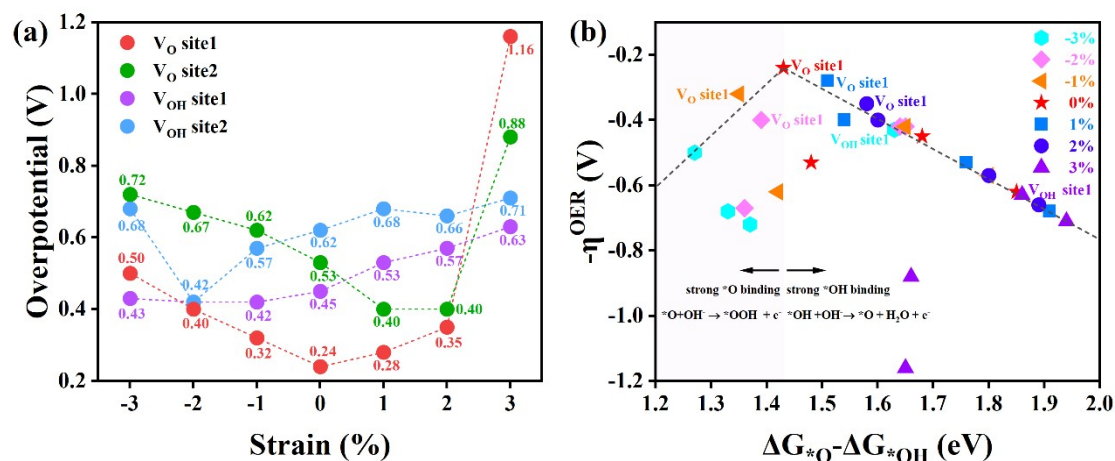 (a)
Overpotential (V)
1.2
1.0
0.8
0.6
0.4
0.2
V_O site1
V_O site2
V_OH site1
V_OH site2
1.16
0.88
0.72
0.68
0.67
0.62
0.62
0.68
0.66
0.71
0.57
0.57
0.63
0.50
0.53
0.53
0.43
0.42
0.42
0.45
0.40
0.40
0.40
0.32
0.24
0.28
0.35
-3
-2
-1
0
1
2
3
Strain (%)
(b)
-η^OER (V)
-0.2
-0.4
-0.6
-0.8
-1.0
-1.2
V_O site1
V_O site1
V_O site1
V_O site1
V_O site1
V_OH site1
V_OH site1
-3%
-2%
-1%
0%
1%
2%
3%
strong *O binding
strong *OH binding
*O+OH⁻ → *OOH + e⁻
*OH +OH⁻→ *O + H₂O + e⁻
1.2
1.3
1.4
1.5
1.6
1.7
1.8
1.9
2.0
ΔG_*O-ΔG_*OH (eV)